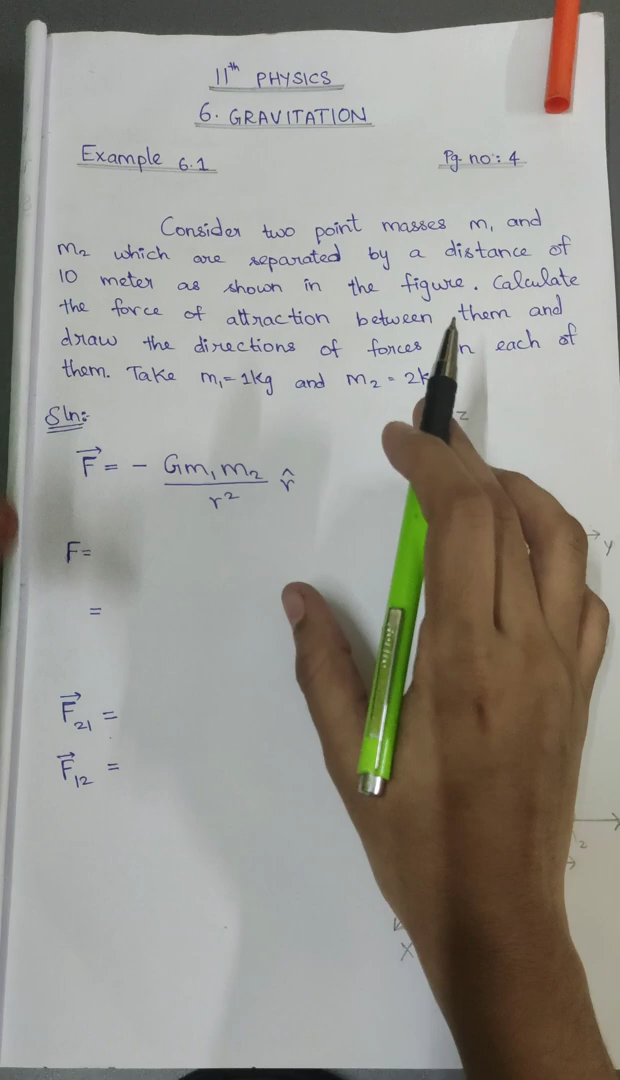 11th PHYSICS
6. GRAVITATION
Example 6.1
Pg. no: 4
Consider two point masses m₁ and
m₂ which are separated by a distance of
10 meter as shown in the figure. Calculate
the force of attraction between them and
draw the directions of forces n each of
them. Take m₁ = 1kg and m₂ = 2k
Sln:-
z
F⃗ = - Gm₁m₂/r² r̂
y
F=
=
F⃗₂₁ =
F⃗₁₂ =
2
X